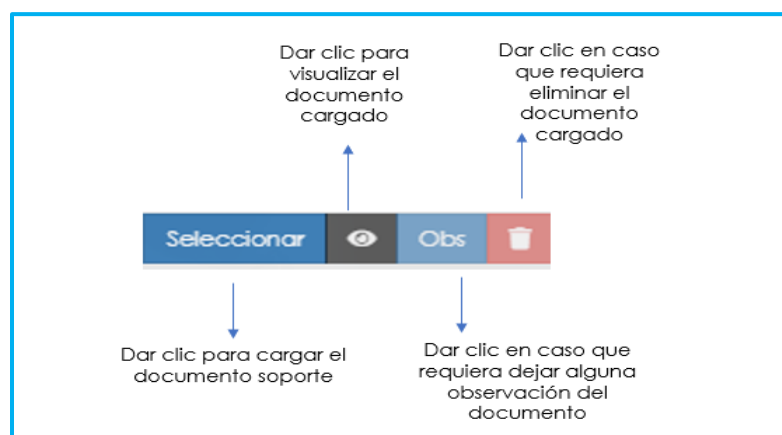 Dar clic para
visualizar el
documento
cargado
Dar clic en caso
que requiera
eliminar el
documento
cargado
Seleccionar
Obs
Dar clic para cargar el
documento soporte
Dar clic en caso que
requiera dejar alguna
observación del
documento